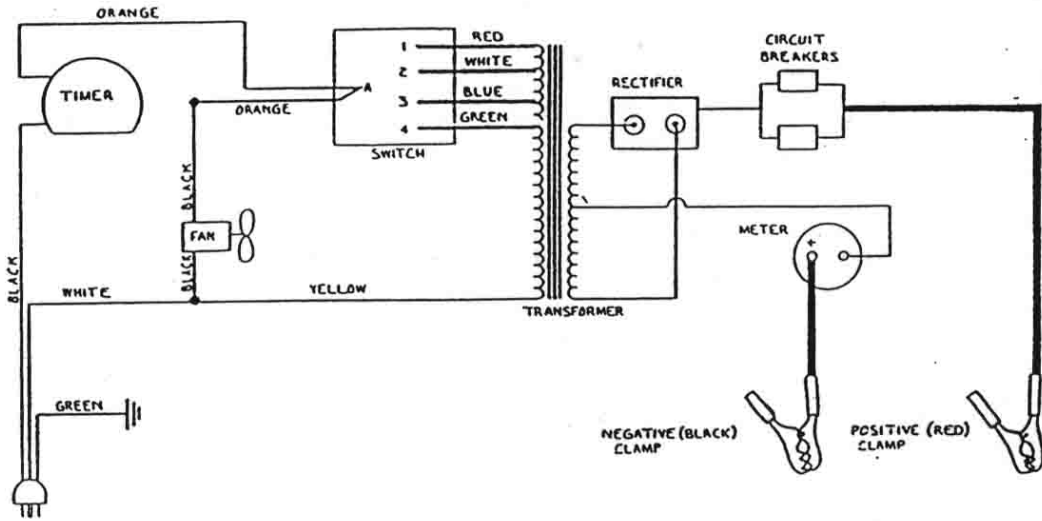 ORANGE
TIMER
ORANGE
A
1
2
3
4
SWITCH
RED
WHITE
BLUE
GREEN
RECTIFIER
CIRCUIT
BREAKERS
BLACK
FAN
BLACK
BLACK
WHITE
YELLOW
TRANSFORMER
METER
+
GREEN
NEGATIVE (BLACK)
CLAMP
POSITIVE (RED)
CLAMP